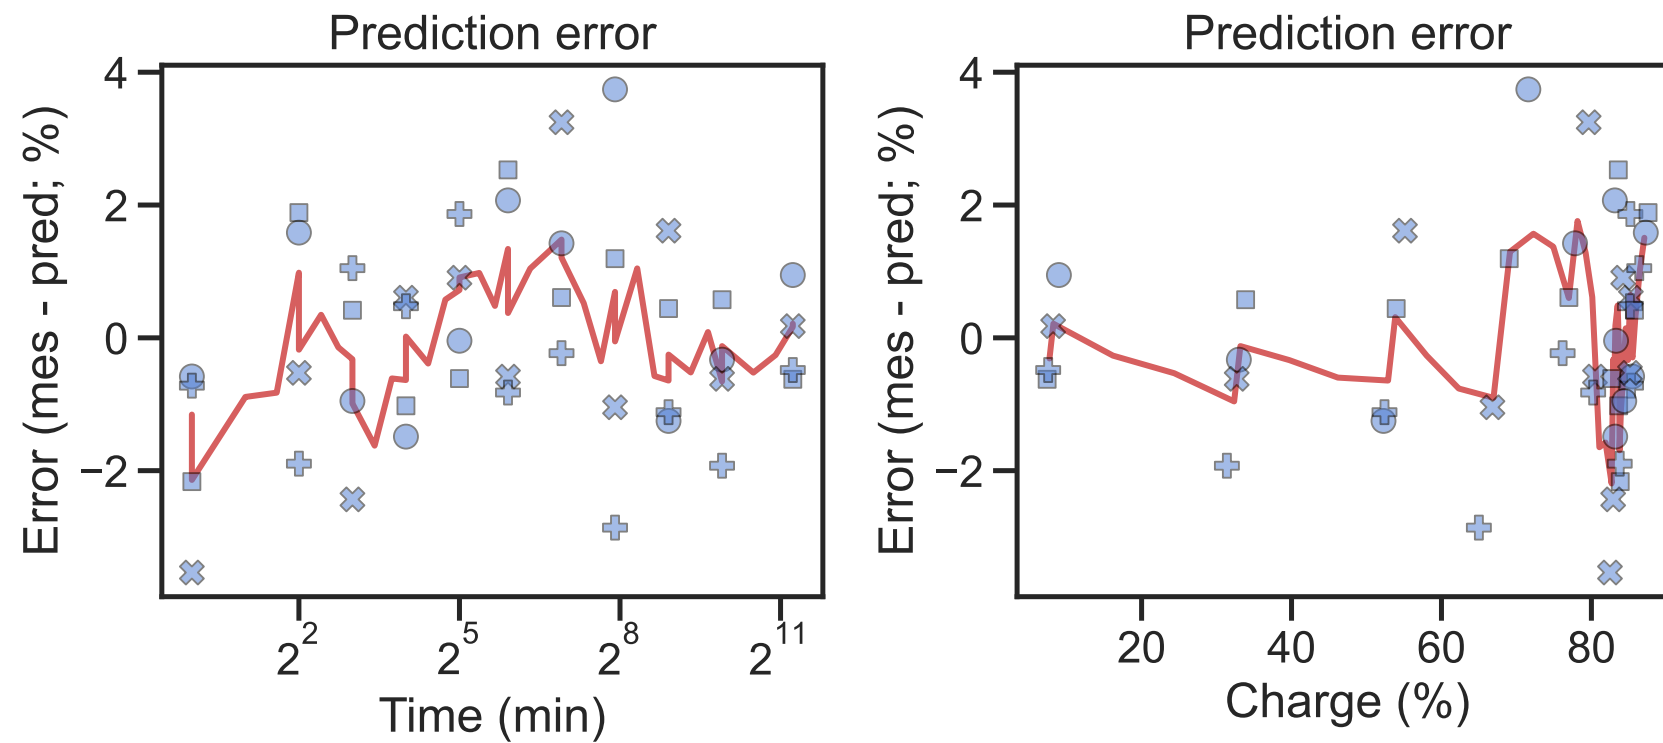 Prediction error
4
2
0
−2
Error (mes - pred; %)
2^2
2^5
2^8
2^11
Time (min)
Prediction error
4
2
0
−2
Error (mes - pred; %)
20
40
60
80
Charge (%)